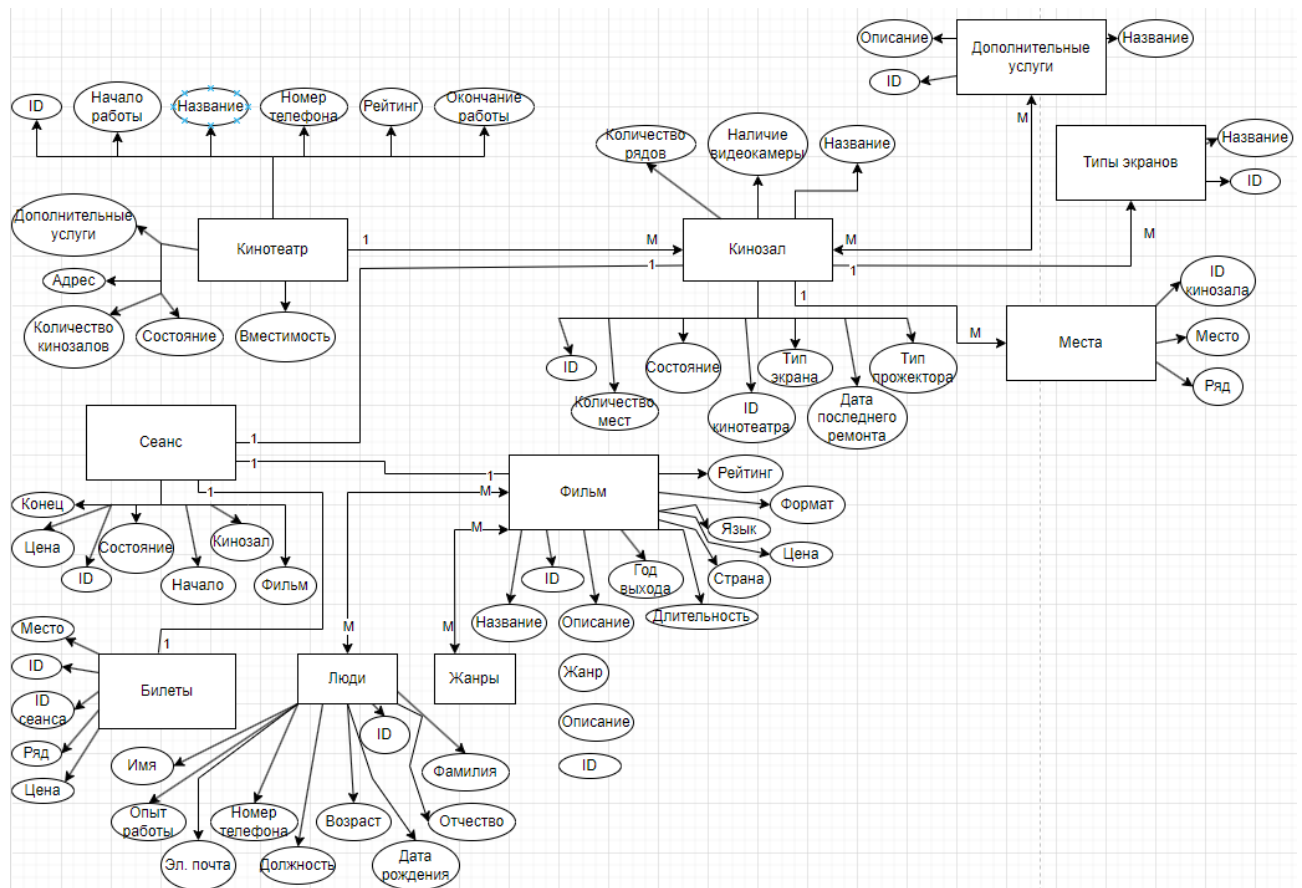 Описание
Дополнительные
услуги
Название
ID
ID
Начало
работы
Название
Номер
телефона
Рейтинг
Окончание
работы
М
Количество
рядов
Наличие
видеокамеры
Название
Типы экранов
Название
ID
Дополнительные
услуги
Кинотеатр
1
М
Кинозал
М
М
1
1
Адрес
ID
кинозала
Количество
кинозалов
Состояние
Вместимость
1
М
Места
Место
Ряд
ID
Количество
мест
Состояние
ID
кинотеатра
Тип
экрана
Дата
последнего
ремонта
Тип
прожектора
Сеанс
1
1
1
1
Фильм
Рейтинг
Формат
Язык
Цена
Страна
Длительность
М
М
Конец
Цена
ID
Состояние
Начало
Кинозал
Фильм
Название
ID
Описание
Год
выхода
Место
1
М
М
ID
Билеты
Люди
Жанры
Жанр
ID
сеанса
Ряд
Цена
ID
Описание
ID
Имя
Фамилия
Опыт
работы
Эл. почта
Номер
телефона
Должность
Возраст
Дата
рождения
Отчество